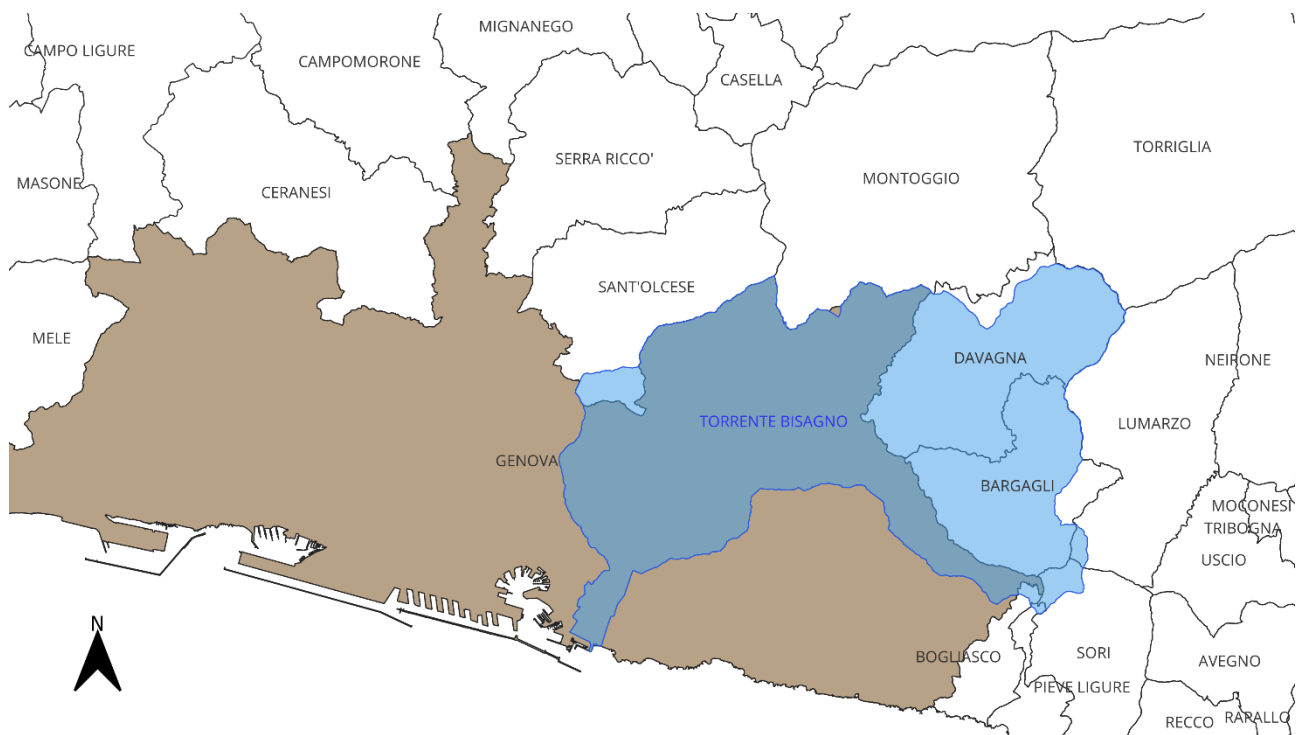 MIGNANEGO
CAMPO LIGURE
CAMPOMORONE
CASELLA
TORRIGLIA
SERRA RICCO'
MONTOGGIO
MASONE
CERANESI
SANT'OLCESE
MELE
DAVAGNA
NEIRONE
TORRENTE BISAGNO
LUMARZO
GENOVA
BARGAGLI
MOCONESI
TRIBOGNA
USCIO
N
BOGLIASCO
SORI
AVEGNO
PIEVE LIGURE
RECCO
RAPALLO